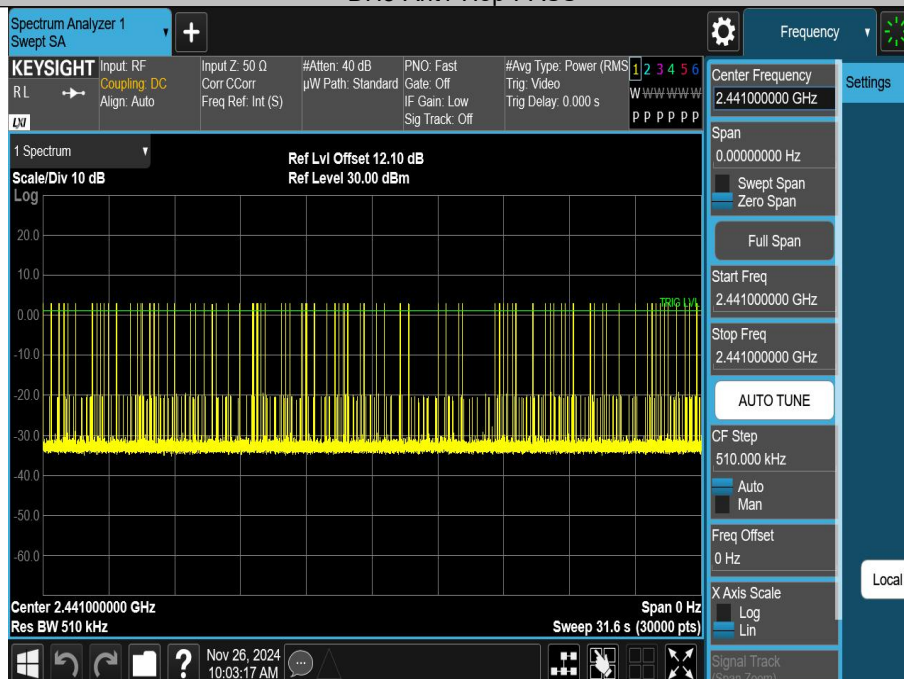 Spectrum Analyzer 1
Swept SA
+
Frequency
KEYSIGHT
R L
LXI
Input: RF
Coupling: DC
Align: Auto
Input Z: 50 Ω
Corr CCorr
Freq Ref: Int (S)
#Atten: 40 dB
µW Path: Standard
PNO: Fast
Gate: Off
IF Gain: Low
Sig Track: Off
#Avg Type: Power (RMS
Trig: Video
Trig Delay: 0.000 s
1 2 3 4 5 6
W W W W W W
P P P P P P
Center Frequency
2.441000000 GHz
Settings
Span
0.00000000 Hz
Swept Span
Zero Span
Full Span
Start Freq
2.441000000 GHz
Stop Freq
2.441000000 GHz
AUTO TUNE
CF Step
510.000 kHz
Auto
Man
Freq Offset
0 Hz
X Axis Scale
Log
Lin
Signal Track
(Span Zoom)
Local
1 Spectrum
Scale/Div 10 dB
Ref Lvl Offset 12.10 dB
Ref Level 30.00 dBm
Log
20.0
10.0
0.00
-10.0
-20.0
-30.0
-40.0
-50.0
-60.0
TRIG LVL
Center 2.441000000 GHz
Span 0 Hz
Res BW 510 kHz
Sweep 31.6 s (30000 pts)
?
Nov 26, 2024
10:03:17 AM